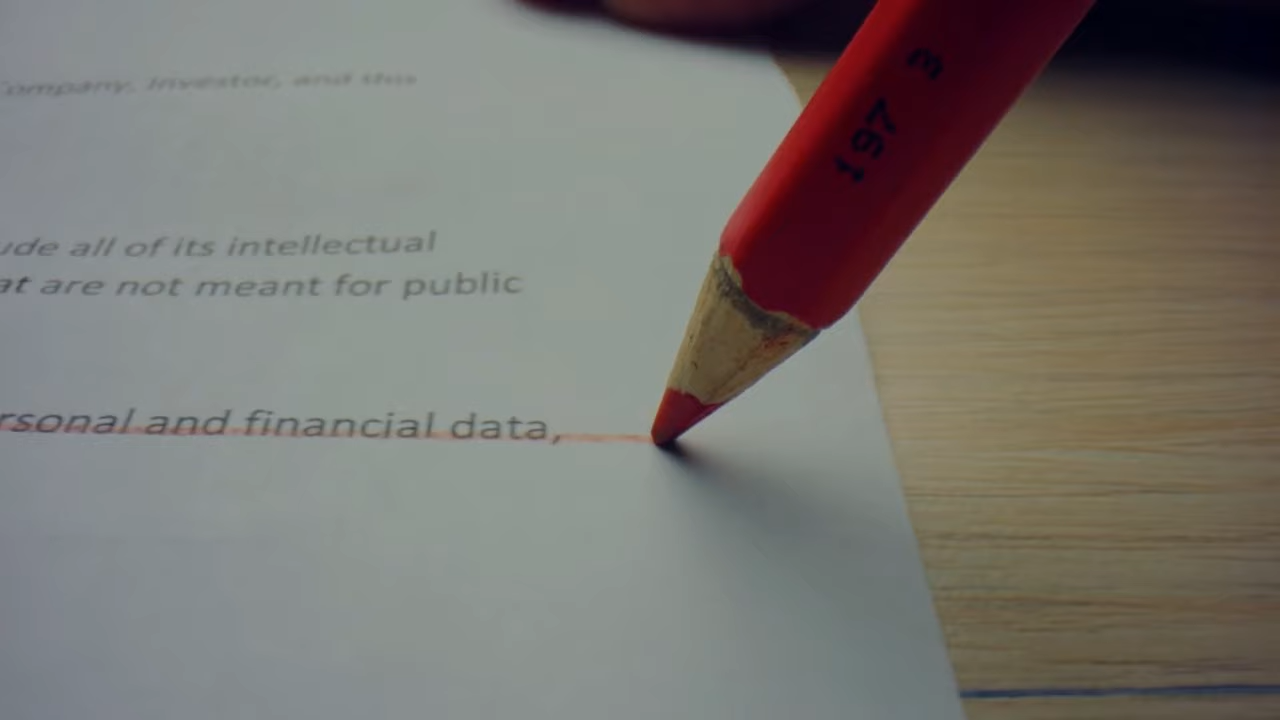 Company, Investor, and this
ude all of its intellectual
at are not meant for public
rsonal and financial data,
197 3